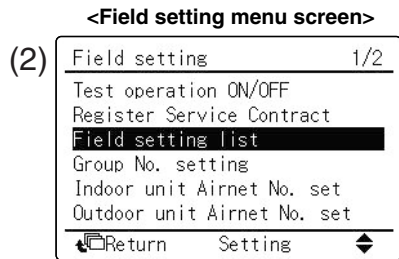 <Field setting menu screen>
(2)
Field setting 1/2
Test operation ON/OFF
Register Service Contract
Field setting list
Group No. setting
Indoor unit Airnet No. set
Outdoor unit Airnet No. set
Return Setting